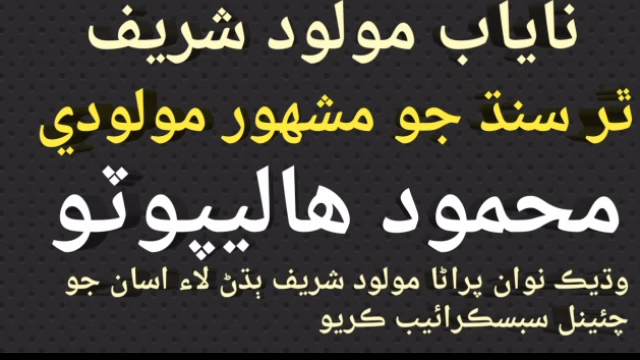 ناياب مولود شريف
ٿر سنڌ جو مشهور مولودي
محمود هاليپوٽو
وڌيڪ نوان پراڻا مولود شريف ٻڌڻ لاءِ اسان جو
چئينل سبسڪرائيب ڪريو